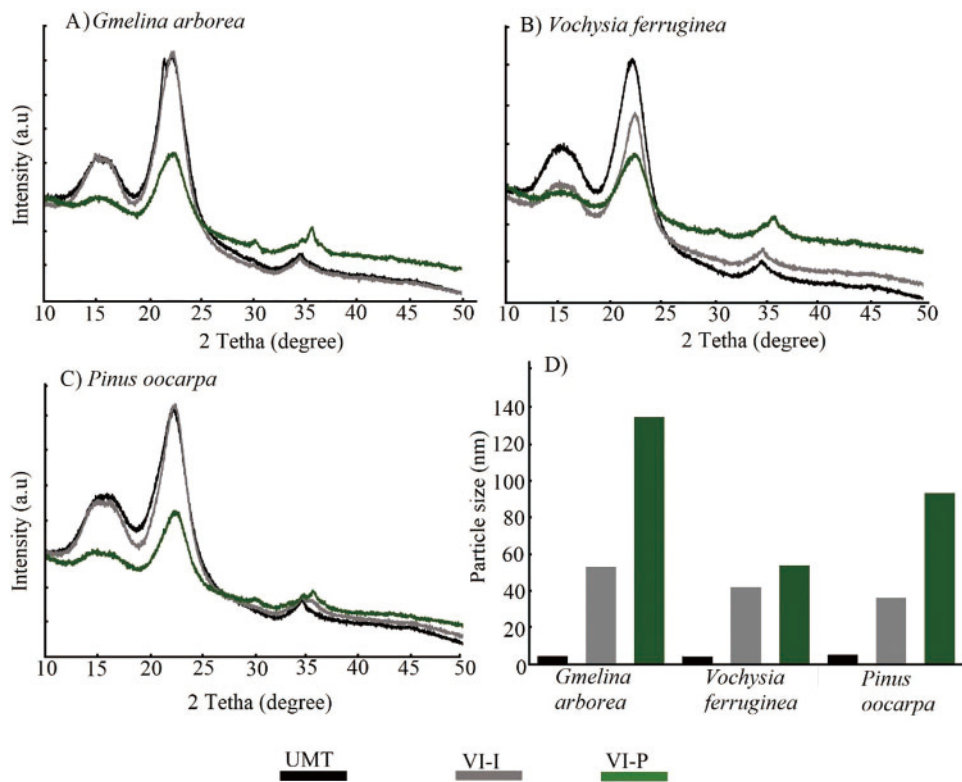 A) Gmelina arborea
Intensity (a.u)
10 15 20 25 30 35 40 45 50
2 Tetha (degree)
B) Vochysia ferruginea
10 15 20 25 30 35 40 45 50
2 Tetha (degree)
C) Pinus oocarpa
Intensity (a.u)
10 15 20 25 30 35 40 45 50
2 Tetha (degree)
D)
Particle size (nm)
140
100
80
60
40
20
0
Gmelina
arborea
Vochysia
ferruginea
Pinus
oocarpa
UMT VI-I VI-P